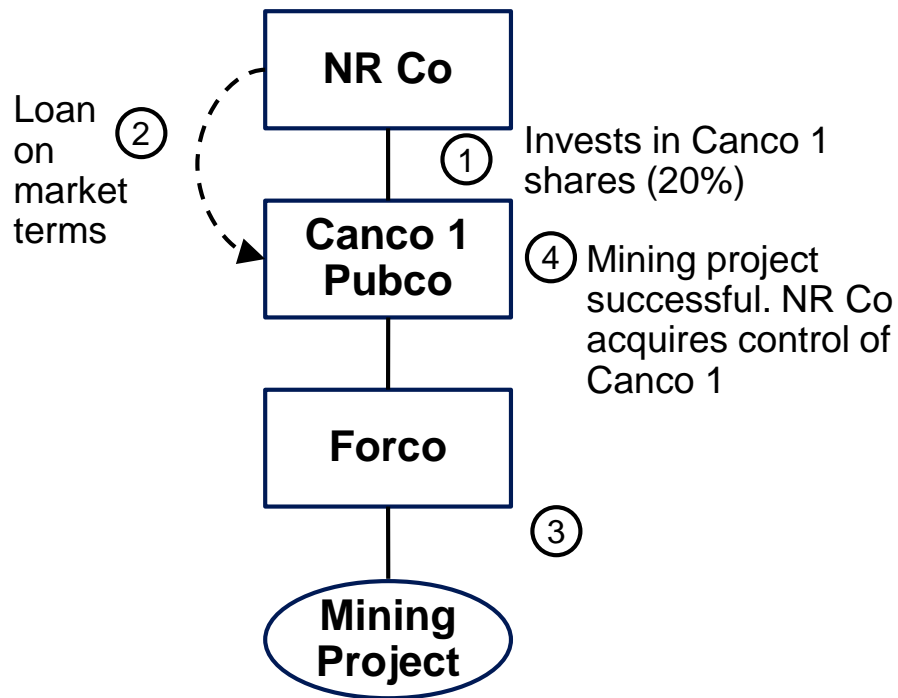 NR Co
Loan
on
market
terms
2
1
Invests in Canco 1
shares (20%)
Canco 1
Pubco
4
Mining project
successful. NR Co
acquires control of
Canco 1
Forco
3
Mining
Project